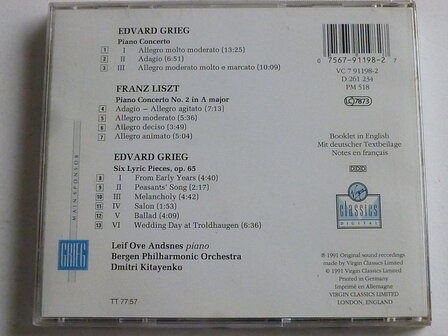 EDVARD GRIEG
Piano Concerto
1 I Allegro molto moderato (13:25)
2 II Adagio (6:51)
3 III Allegro moderato molto e marcato (10:09)
FRANZ LISZT
Piano Concerto No. 2 in A major
4 Adagio – Allegro agitato (7:13)
5 Allegro moderato (5:36)
6 Allegro deciso (3:49)
7 Allegro animato (5:04)
EDVARD GRIEG
Six Lyric Pieces, op. 65
8 I From Early Years (4:40)
9 II Peasants' Song (2:17)
10 III Melancholy (4:42)
11 IV Salon (1:53)
12 V Ballad (4:09)
13 VI Wedding Day at Troldhaugen (6:36)
Leif Ove Andsnes piano
Bergen Philharmonic Orchestra
Dmitri Kitayenko
TT 77:57
MAIN SPONSOR
GRIEG
0 7567-91198-2 7
VC 7 91198-2
D 261 234
PM 518
LC 7873
Booklet in English
Mit deutscher Textbeilage
Notes en français
DDD
Virgin
classics
DIGITAL
℗ 1991 Original sound recordings
made by Virgin Classics Limited
© 1991 Virgin Classics Limited
Printed in Germany
Imprimé en Allemagne
VIRGIN CLASSICS LIMITED
LONDON, ENGLAND